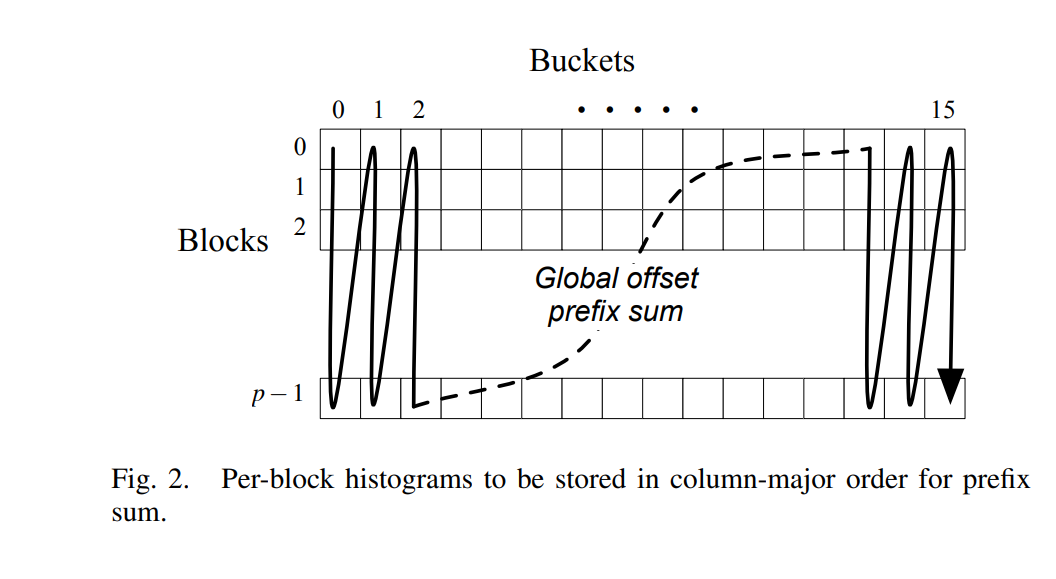 Buckets
0 1 2 • • • • • 15
0
1
2
Blocks
Global offset
prefix sum
p − 1
Fig. 2. Per-block histograms to be stored in column-major order for prefix
sum.